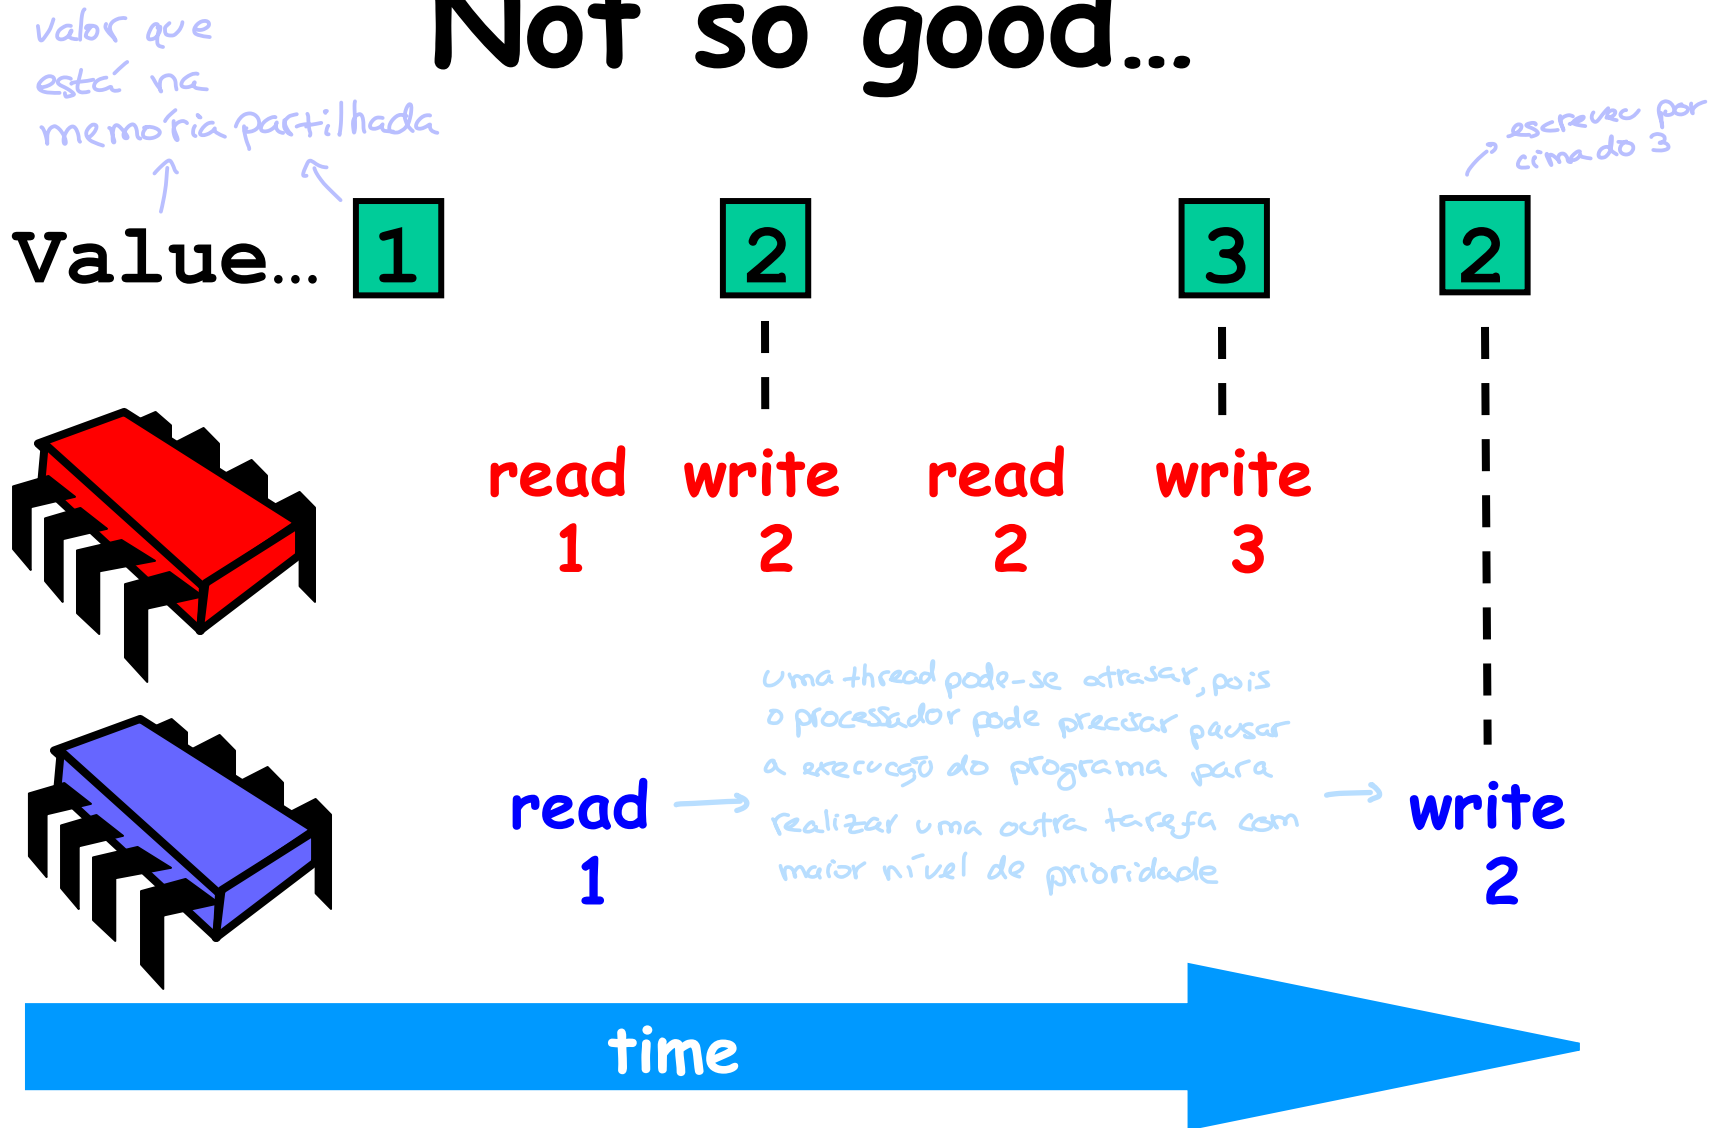 Not so good...
valor que
está na
memória partilhada
escreveu por
cima do 3
Value... 1 2 3 2
read write read write
1 2 2 3
uma thread pode-se atrasar, pois
o processador pode precisar pausar
a execução do programa para
realizar uma outra tarefa com
maior nível de prioridade
read write
1 2
time